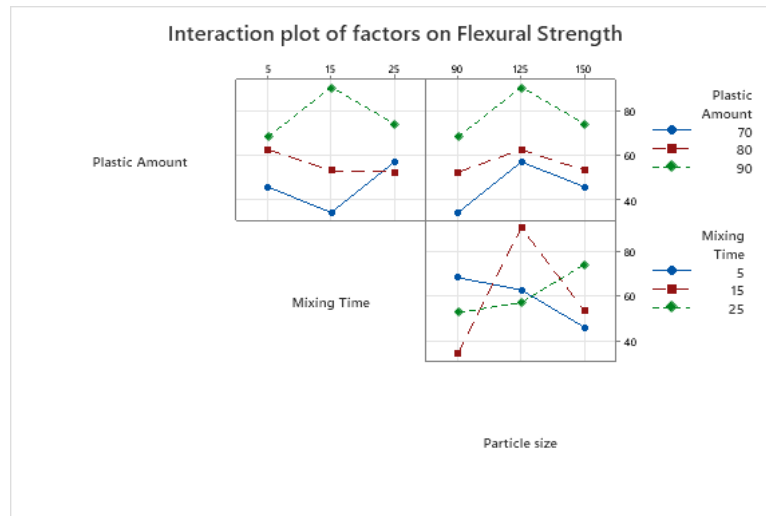 Interaction plot of factors on Flexural Strength
5 15 25 90 125 150
Plastic Amount
80
60
40
Plastic
Amount
70
80
90
Mixing Time
80
60
40
Mixing
Time
5
15
25
Particle size